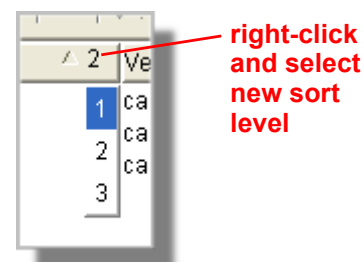 2 Ve
1 ca
2 ca
3 ca
right-click
and select
new sort
level